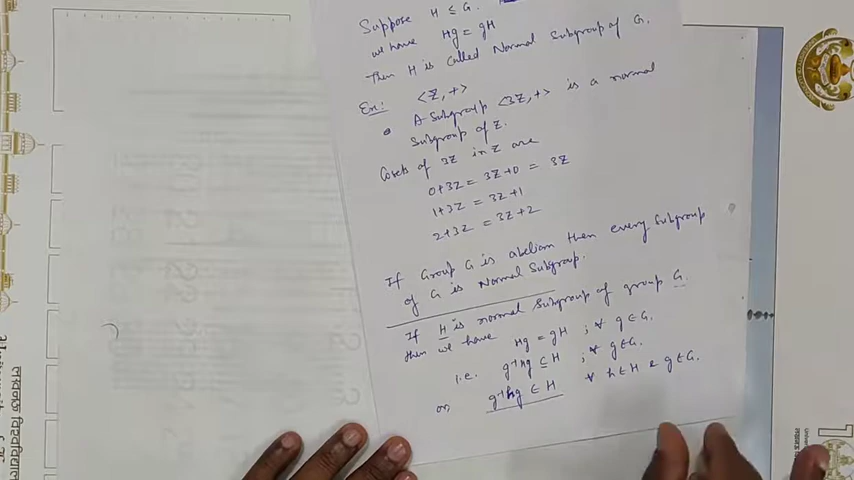 Suppose H ≤ G.
we have Hg = gH
Then H is called Normal Subgroup of G.
Ex: <Z, +>
A Subgroup <3Z, +> is a normal
Subgroup of Z.
Cosets of 3Z in Z are
0+3Z = 3Z+0 = 3Z
1+3Z = 3Z+1
2+3Z = 3Z+2
If Group G is abelian then every Subgroup
of G is Normal Subgroup.
If H is normal Subgroup of group G.
then we have Hg = gH ; ∀ g ∈ G.
i.e. g⁻¹Hg ⊆ H ; ∀ g ∈ G.
or, g⁻¹hg ∈ H ∀ h ∈ H & g ∈ G.
लखनऊ विश्वविद्यालय